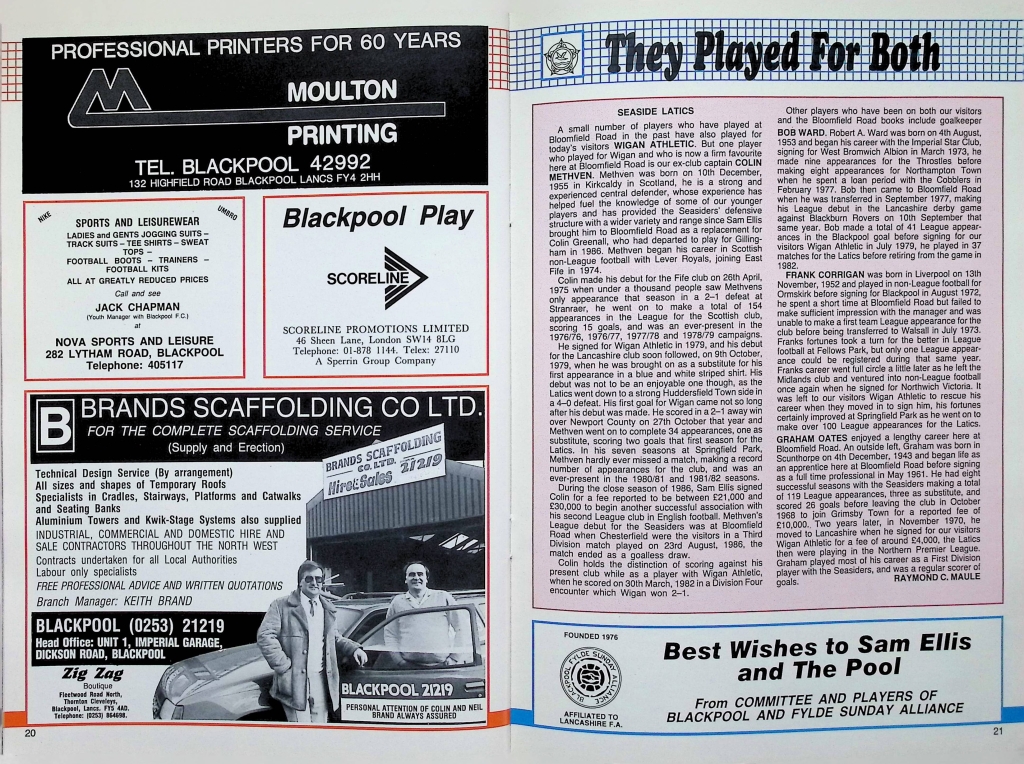 PROFESSIONAL PRINTERS FOR 60 YEARS
MOULTON
PRINTING
TEL. BLACKPOOL 42992
132 HIGHFIELD ROAD BLACKPOOL LANCS FY4 2HH
NIKE
UMBRO
SPORTS AND LEISUREWEAR
LADIES and GENTS JOGGING SUITS –
TRACK SUITS – TEE SHIRTS – SWEAT
TOPS –
FOOTBALL BOOTS – TRAINERS –
FOOTBALL KITS
ALL AT GREATLY REDUCED PRICES
Call and see
JACK CHAPMAN
(Youth Manager with Blackpool F.C.)
at
NOVA SPORTS AND LEISURE
282 LYTHAM ROAD, BLACKPOOL
Telephone: 405117
Blackpool Play
SCORELINE
SCORELINE PROMOTIONS LIMITED
46 Sheen Lane, London SW14 8LG
Telephone: 01-878 1144. Telex: 27110
A Sperrin Group Company
B BRANDS SCAFFOLDING CO LTD.
FOR THE COMPLETE SCAFFOLDING SERVICE
(Supply and Erection)
BRANDS SCAFFOLDING
CO. LTD.
Hire & Sales 21219
Technical Design Service (By arrangement)
All sizes and shapes of Temporary Roofs
Specialists in Cradles, Stairways, Platforms and Catwalks
and Seating Banks
Aluminium Towers and Kwik-Stage Systems also supplied
INDUSTRIAL, COMMERCIAL AND DOMESTIC HIRE AND
SALE CONTRACTORS THROUGHOUT THE NORTH WEST
Contracts undertaken for all Local Authorities
Labour only specialists
FREE PROFESSIONAL ADVICE AND WRITTEN QUOTATIONS
Branch Manager: KEITH BRAND
BLACKPOOL (0253) 21219
Head Office: UNIT 1, IMPERIAL GARAGE,
DICKSON ROAD, BLACKPOOL
Zig Zag
Boutique
Fleetwood Road North,
Thornton Cleveleys,
Blackpool, Lancs. FY5 4AD.
Telephone: (0253) 864698.
BLACKPOOL 21219
PERSONAL ATTENTION OF COLIN AND NEIL
BRAND ALWAYS ASSURED
20
They Played For Both
SEASIDE LATICS
A small number of players who have played at
Bloomfield Road in the past have also played for
today's visitors WIGAN ATHLETIC. But one player
who played for Wigan and who is now a firm favourite
here at Bloomfield Road is our ex-club captain COLIN
METHVEN. Methven was born on 10th December,
1955 in Kirkcaldy in Scotland, he is a strong and
experienced central defender, whose experience has
helped fuel the knowledge of some of our younger
players and has provided the Seasiders' defensive
structure with a wider variety and range since Sam Ellis
brought him to Bloomfield Road as a replacement for
Colin Greenall, who had departed to play for Gilling-
ham in 1986. Methven began his career in Scottish
non-League football with Lever Royals, joining East
Fife in 1974.
Colin made his debut for the Fife club on 26th April,
1975 when under a thousand people saw Methvens
only appearance that season in a 2–1 defeat at
Stranraer, he went on to make a total of 154
appearances in the League for the Scottish club,
scoring 15 goals, and was an ever-present in the
1976/76, 1976/77, 1977/78 and 1978/79 campaigns.
He signed for Wigan Athletic in 1979, and his debut
for the Lancashire club soon followed, on 9th October,
1979, when he was brought on as a substitute for his
first appearance in a blue and white striped shirt. His
debut was not to be an enjoyable one though, as the
Latics went down to a strong Huddersfield Town side in
a 4–0 defeat. His first goal for Wigan came not so long
after his debut was made. He scored in a 2–1 away win
over Newport County on 27th October that year and
Methven went on to complete 34 appearances, one as
substitute, scoring two goals that first season for the
Latics. In his seven seasons at Springfield Park,
Methven hardly ever missed a match, making a record
number of appearances for the club, and was an
ever-present in the 1980/81 and 1981/82 seasons.
During the close season of 1986, Sam Ellis signed
Colin for a fee reported to be between £21,000 and
£30,000 to begin another successful association with
his second League club in English football. Methven's
League debut for the Seasiders was at Bloomfield
Road when Chesterfield were the visitors in a Third
Division match played on 23rd August, 1986, the
match ended as a goalless draw.
Colin holds the distinction of scoring against his
present club while as a player with Wigan Athletic,
when he scored on 30th March, 1982 in a Division Four
encounter which Wigan won 2–1.
Other players who have been on both our visitors
and the Bloomfield Road books include goalkeeper
BOB WARD. Robert A. Ward was born on 4th August,
1953 and began his career with the Imperial Star Club,
signing for West Bromwich Albion in March 1973, he
made nine appearances for the Throstles before
making eight appearances for Northampton Town
when he spent a loan period with the Cobblers in
February 1977. Bob then came to Bloomfield Road
when he was transferred in September 1977, making
his League debut in the Lancashire derby game
against Blackburn Rovers on 10th September that
same year. Bob made a total of 41 League appear-
ances in the Blackpool goal before signing for our
visitors Wigan Athletic in July 1979, he played in 37
matches for the Latics before retiring from the game in
1982.
FRANK CORRIGAN was born in Liverpool on 13th
November, 1952 and played in non-League football for
Ormskirk before signing for Blackpool in August 1972,
he spent a short time at Bloomfield Road but failed to
make sufficient impression with the manager and was
unable to make a first team League appearance for the
club before being transferred to Walsall in July 1973.
Franks fortunes took a turn for the better in League
football at Fellows Park, but only one League appear-
ance could be registered during that same year.
Franks career went full circle a little later as he left the
Midlands club and ventured into non-League football
once again when he signed for Northwich Victoria. It
was left to our visitors Wigan Athletic to rescue his
career when they moved in to sign him, his fortunes
certainly improved at Springfield Park as he went on to
make over 100 League appearances for the Latics.
GRAHAM OATES enjoyed a lengthy career here at
Bloomfield Road. An outside left, Graham was born in
Scunthorpe on 4th December, 1943 and began life as
an apprentice here at Bloomfield Road before signing
as a full time professional in May 1961. He had eight
successful seasons with the Seasiders making a total
of 119 League appearances, three as substitute, and
scored 26 goals before leaving the club in October
1968 to join Grimsby Town for a reported fee of
£10,000. Two years later, in November 1970, he
moved to Lancashire when he signed for our visitors
Wigan Athletic for a fee of around £4,000, the Latics
then were playing in the Northern Premier League.
Graham played most of his career as a First Division
player with the Seasiders, and was a regular scorer of
goals.
RAYMOND C. MAULE
FOUNDED 1976
BLACKPOOL FYLDE SUNDAY ALLIANCE
AFFILIATED TO
LANCASHIRE F.A.
Best Wishes to Sam Ellis
and The Pool
From COMMITTEE AND PLAYERS OF
BLACKPOOL AND FYLDE SUNDAY ALLIANCE
21